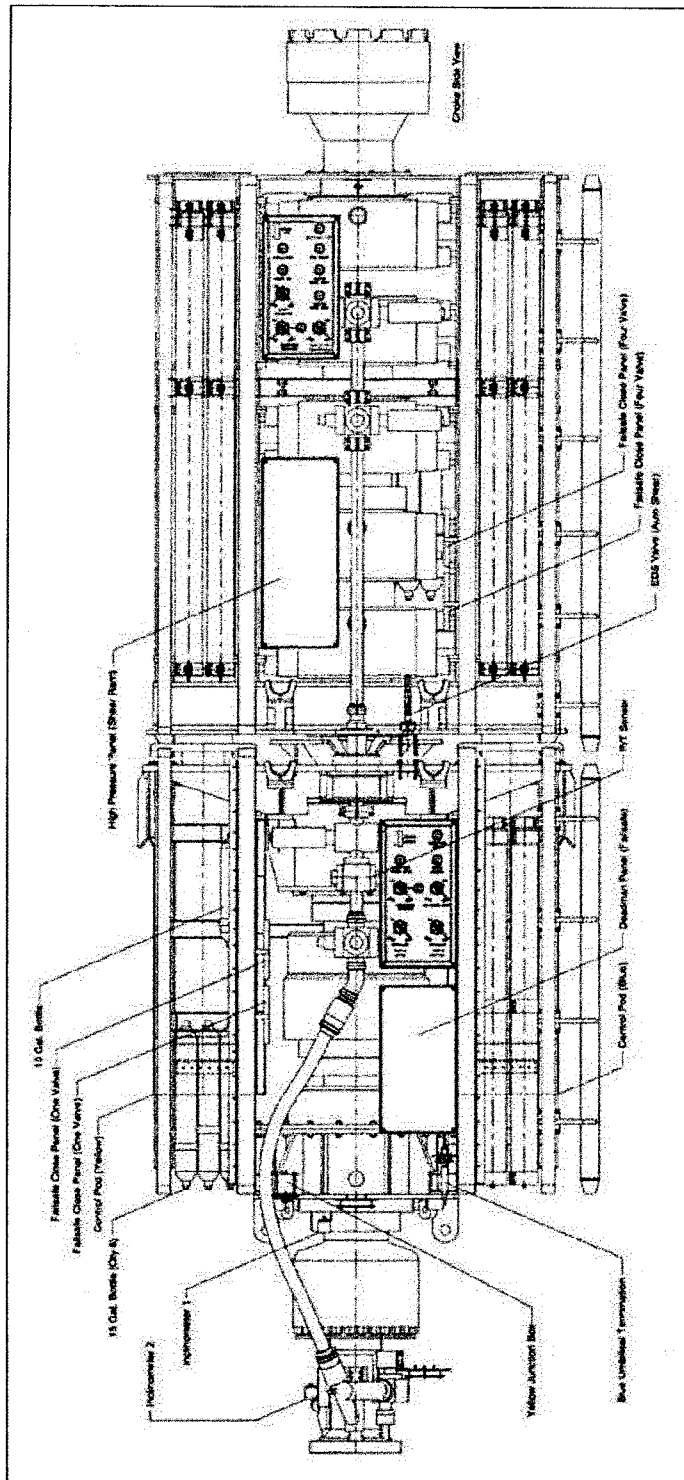 Choke Side View
High Pressure Panel (Shear Ram)
15 Gal. Bottle
Failsafe Close Panel (One Valve)
Failsafe Close Panel (One Valve)
Control Pod (Yellow)
15 Gal. Bottle (Qty 6)
Inclinometer 1
Inclinometer 2
Failsafe Close Panel (Four Valve)
Failsafe Close Panel (Four Valve)
EDS Valve (Auto Shear)
P/T Sensor
Deadman Panel (Failsafe)
Control Pod (Blue)
Blue Umbilical Termination
Yellow Junction Box